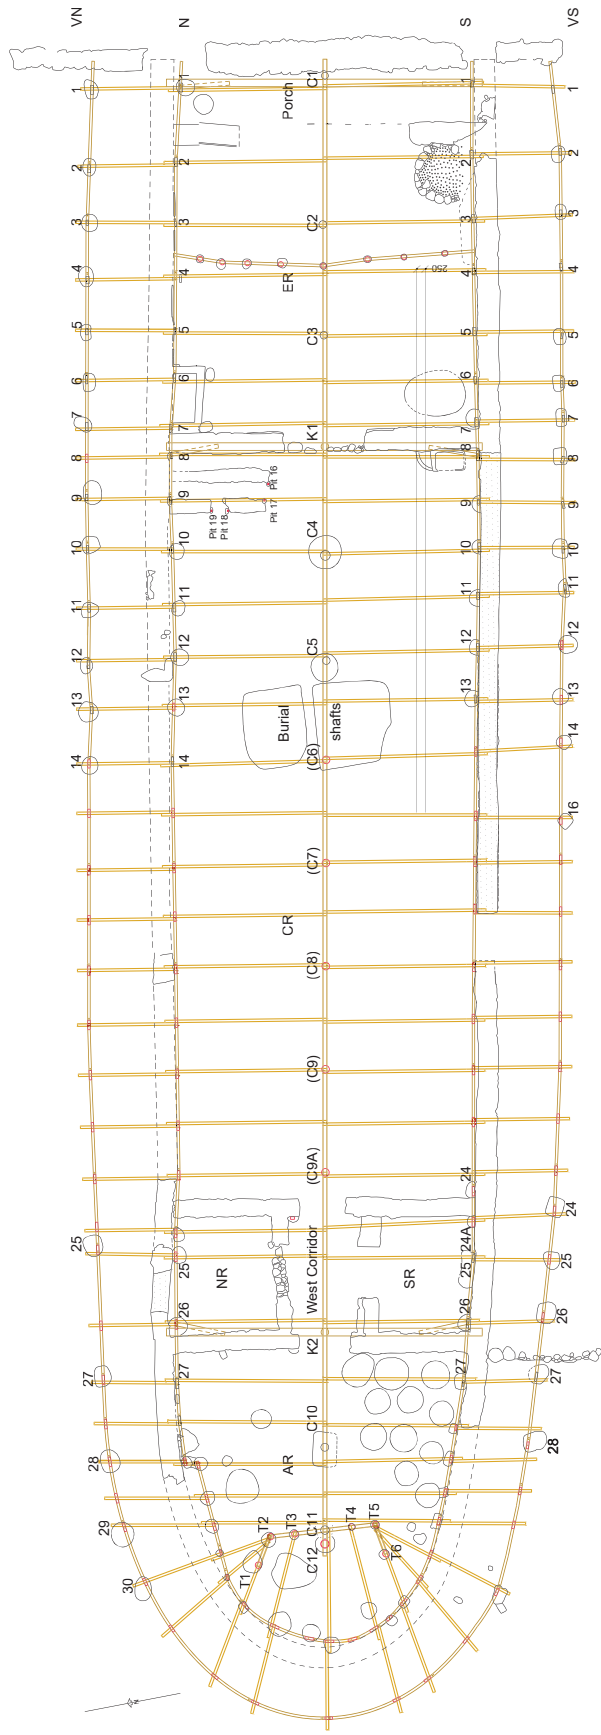 30 29 28 27 25 14 13 12 11 10 9 8 7 6 5 4 3 2 1 VN
27 26 25 14 13 12 11 10 9 8 7 6 5 4 3 2 1 N
Pit 19
Pit 18
NR
T1
T2
Pit 16
Pit 17
T3 AR CR Burial ER Porch
C12 C11 C10 K2 West Corridor (C9A) (C9) (C8) (C7) (C6) C5 C4 K1 C3 C2 C1
shafts
T4
T5
T6
SR
250
27 26 25 24A 24 13 12 11 10 9 8 7 6 5 4 3 2 1 S
28 27 26 25 24 16 14 13 12 11 10 9 8 7 6 5 4 3 2 1 VS
N